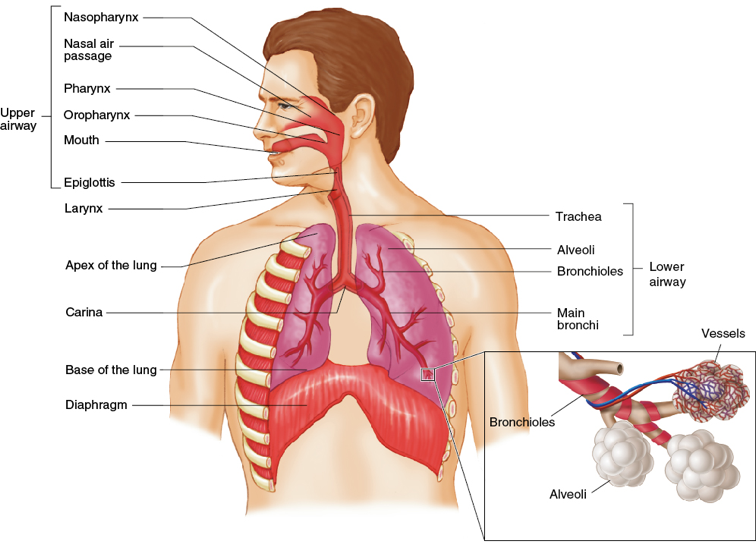 Nasopharynx
Nasal air
passage
Pharynx
Upper
airway
Oropharynx
Mouth
Epiglottis
Larynx
Apex of the lung
Carina
Base of the lung
Diaphragm
Trachea
Alveoli
Bronchioles
Lower
airway
Main
bronchi
Vessels
Bronchioles
Alveoli